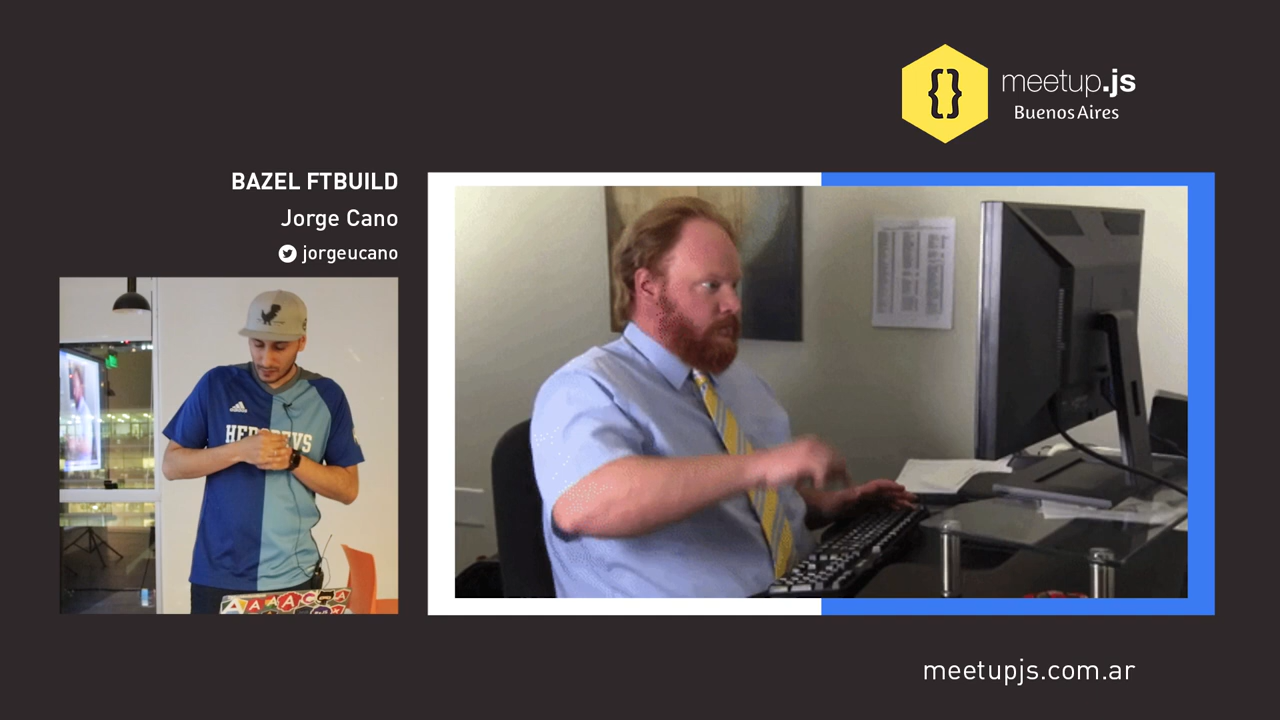 {}
meetup.js
Buenos Aires
BAZEL FTBUILD
Jorge Cano
jorgeucano
meetupjs.com.ar